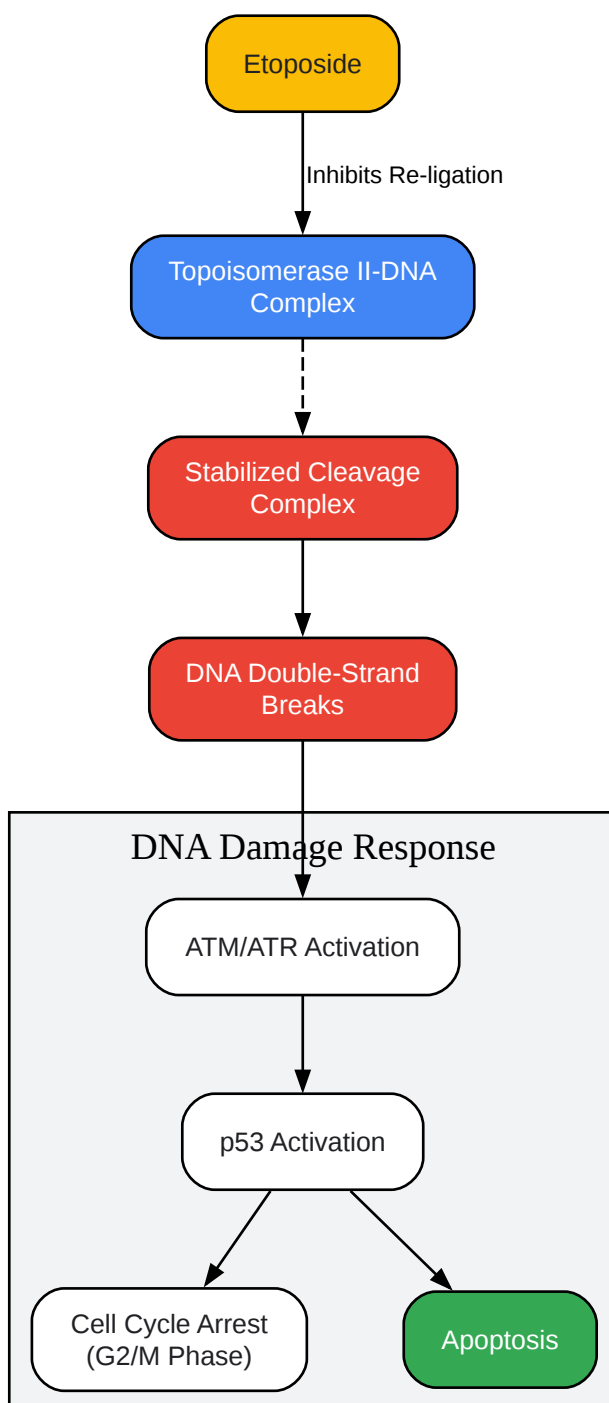 Etoposide
Inhibits Re-ligation
Topoisomerase II-DNA
Complex
Stabilized Cleavage
Complex
DNA Double-Strand
Breaks
DNA Damage Response
ATM/ATR Activation
p53 Activation
Cell Cycle Arrest
(G2/M Phase)
Apoptosis